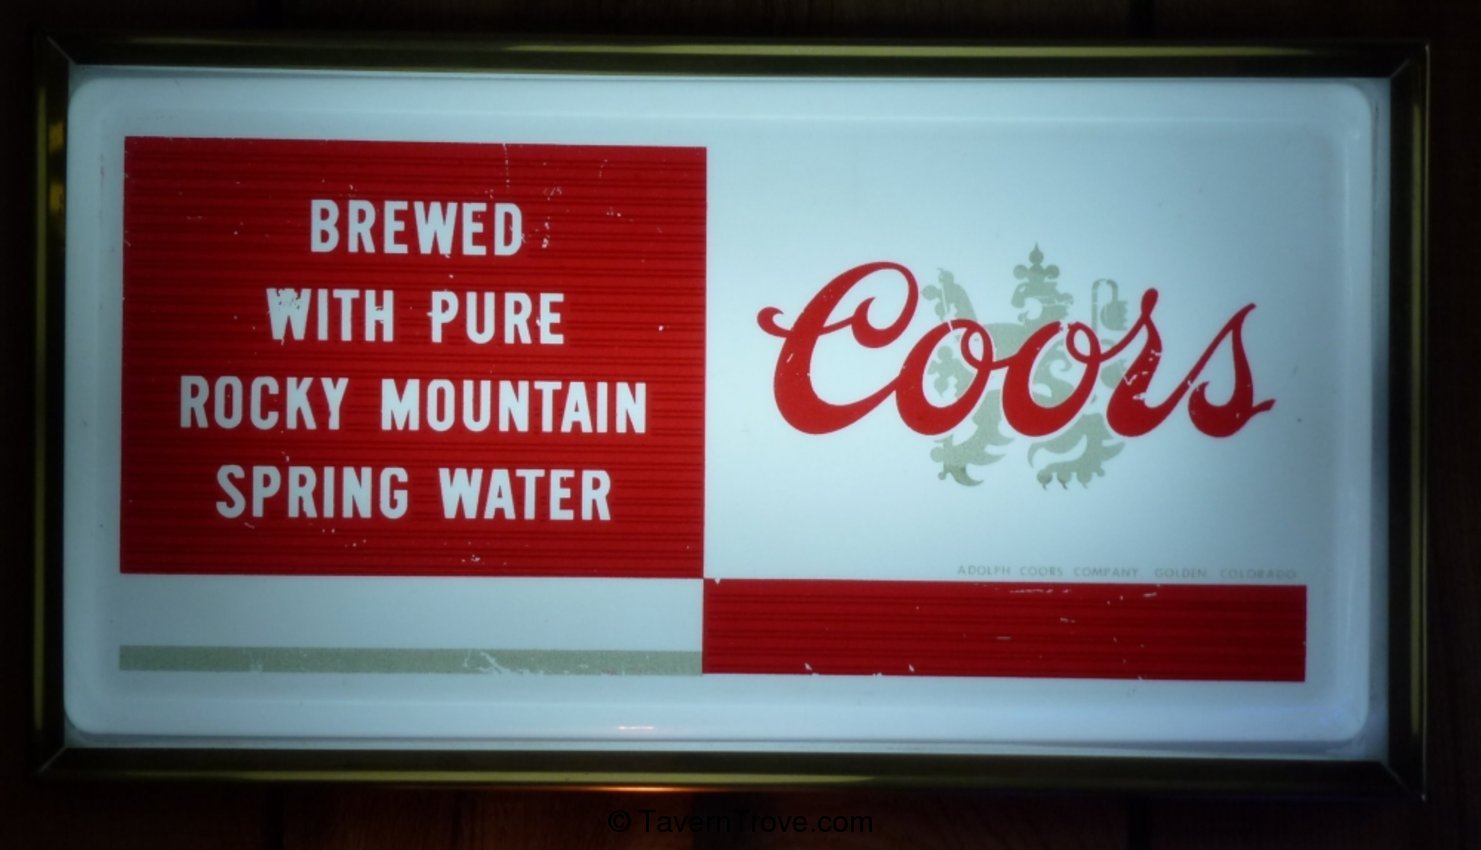 BREWED
WITH PURE
ROCKY MOUNTAIN
SPRING WATER
Coors
ADOLPH COORS COMPANY, GOLDEN, COLORADO
© TavernTrove.com